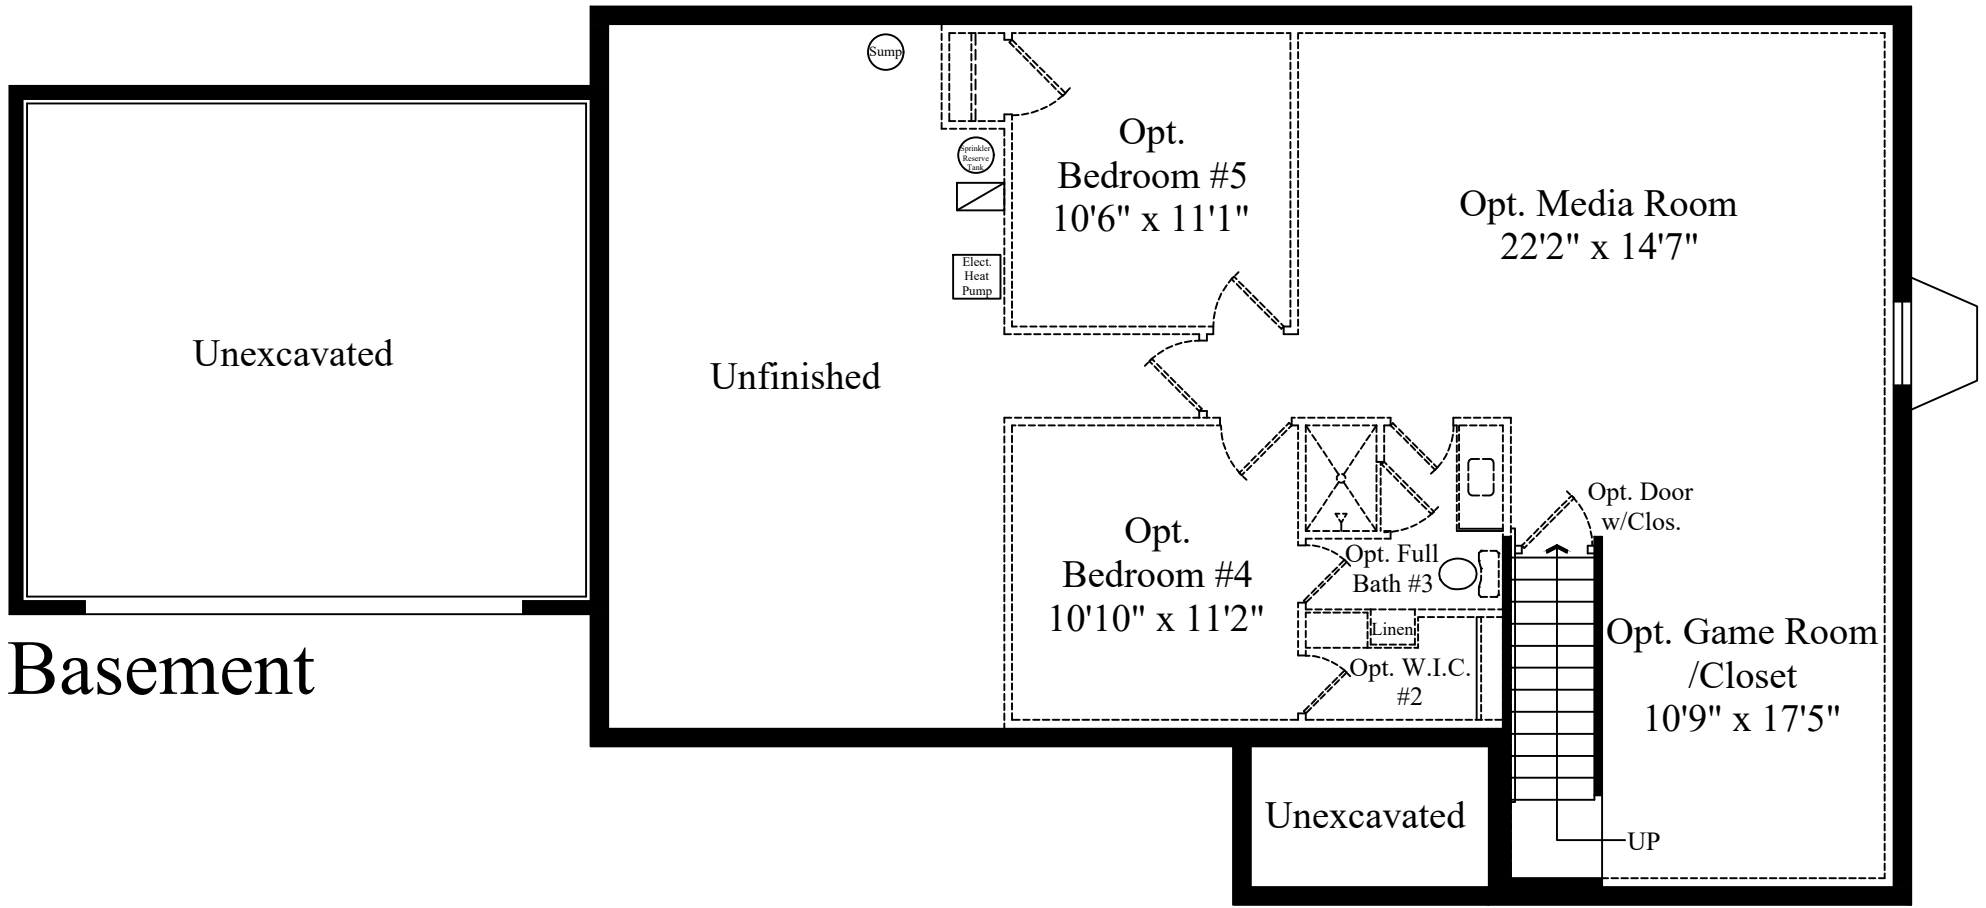 Sump
Opt.
Bedroom #5
10'6" x 11'1"
Sprinkler
Reserve
Tank
Elect.
Heat
Pump
Opt. Media Room
22'2" x 14'7"
Unexcavated
Unfinished
Opt. Door
w/Clos.
Opt.
Bedroom #4
10'10" x 11'2"
Opt. Full
Bath #3
Linen
Opt. W.I.C.
#2
Opt. Game Room
/Closet
10'9" x 17'5"
Basement
Unexcavated
UP